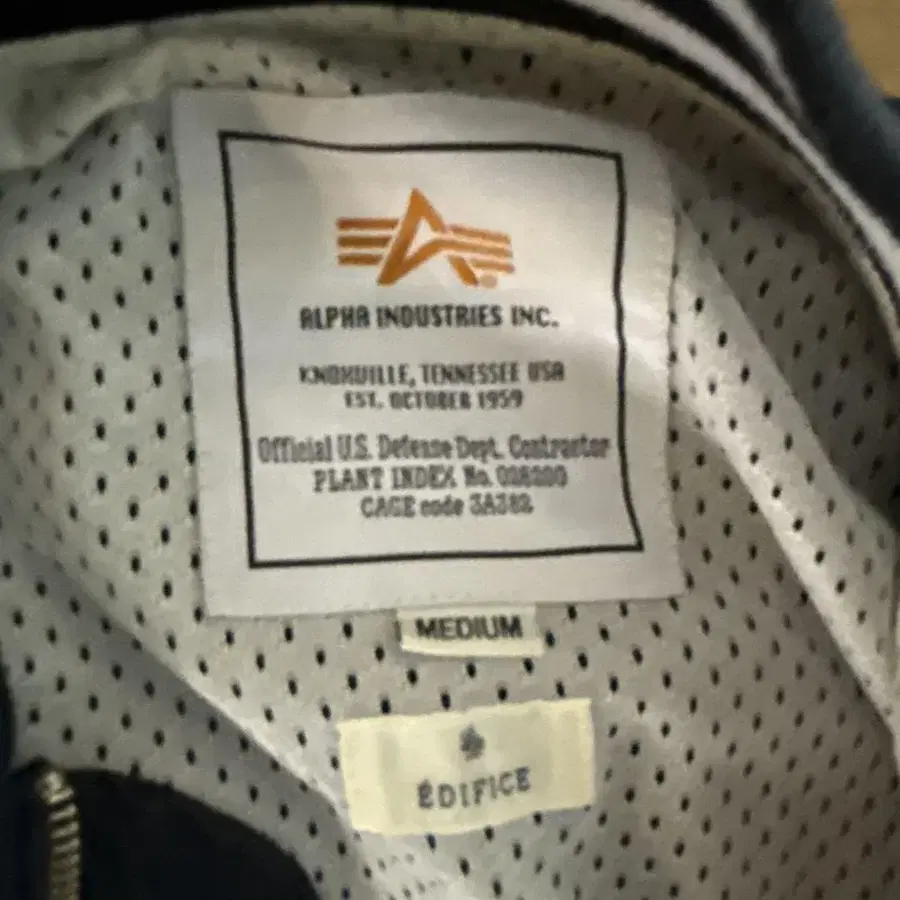 ALPHA INDUSTRIES INC.
KNOXVILLE, TENNESSEE USA
EST. OCTOBER 1959
Official U.S. Defense Dept. Contractor
PLANT INDEX No.
CAGE code 3A382
MEDIUM
ÉDIFICE